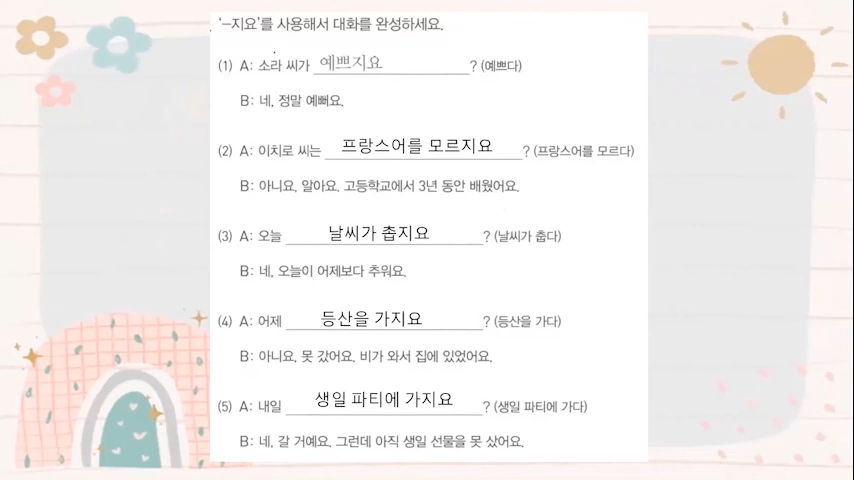 '-지요'를 사용해서 대화를 완성하세요.
(1) A: 소라 씨가 예쁘지요? (예쁘다)
B: 네, 정말 예뻐요.
(2) A: 이치로 씨는 프랑스어를 모르지요? (프랑스어를 모르다)
B: 아니요, 알아요. 고등학교에서 3년 동안 배웠어요.
(3) A: 오늘 날씨가 춥지요? (날씨가 춥다)
B: 네, 오늘이 어제보다 추워요.
(4) A: 어제 등산을 가지요? (등산을 가다)
B: 아니요, 못 갔어요. 비가 와서 집에 있었어요.
(5) A: 내일 생일 파티에 가지요? (생일 파티에 가다)
B: 네, 갈 거예요. 그런데 아직 생일 선물을 못 샀어요.